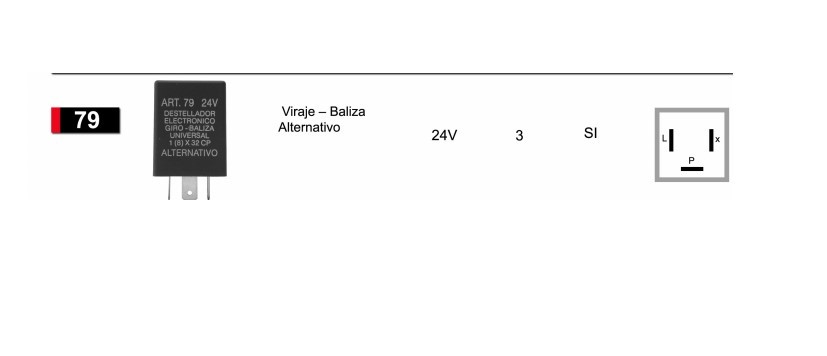 79
ART. 79 24V
DESTELLADOR
ELECTRONICO
GIRO - BALIZA
UNIVERSAL
1 (8) X 32 CP
ALTERNATIVO
Viraje – Baliza
Alternativo
24V
3
SI
L
x
P